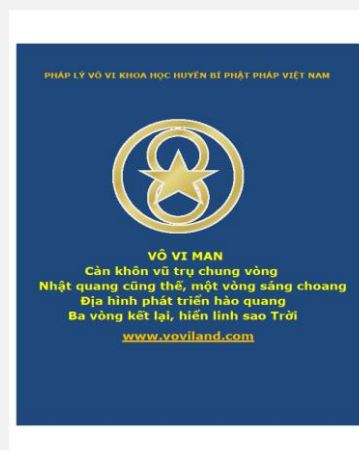 PHÁP LÝ VÔ VI KHOA HỌC HUYỀN BÍ PHẬT PHÁP VIỆT NAM
VÔ VI MAN
Càn khôn vũ trụ chung vòng
Nhật quang cũng thế, một vòng sáng choang
Địa hình phát triển hào quang
Ba vòng kết lại, hiển linh sao Trời
www.voviland.com